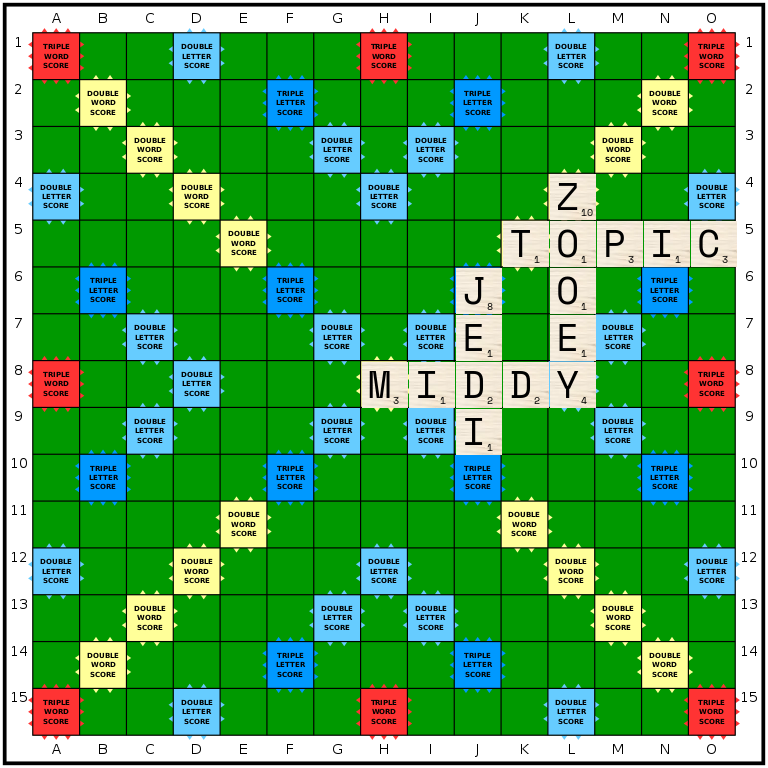 A B C D E F G H I J K L M N O
1 TRIPLE DOUBLE TRIPLE DOUBLE TRIPLE 1
WORD LETTER WORD LETTER WORD
SCORE SCORE SCORE SCORE SCORE
2 DOUBLE TRIPLE TRIPLE DOUBLE 2
WORD LETTER LETTER WORD
SCORE SCORE SCORE SCORE
3 DOUBLE DOUBLE DOUBLE DOUBLE 3
WORD LETTER LETTER WORD
SCORE SCORE SCORE SCORE
4 DOUBLE DOUBLE DOUBLE Z10 DOUBLE 4
LETTER WORD LETTER LETTER
SCORE SCORE SCORE SCORE
5 DOUBLE T1 O1 P3 I1 C3 5
WORD
SCORE
6 TRIPLE TRIPLE J8 O1 TRIPLE 6
LETTER LETTER LETTER
SCORE SCORE SCORE
7 DOUBLE DOUBLE DOUBLE E1 E1 DOUBLE 7
LETTER LETTER LETTER LETTER
SCORE SCORE SCORE SCORE
8 TRIPLE DOUBLE M3 I1 D2 D2 Y4 TRIPLE 8
WORD LETTER WORD
SCORE SCORE SCORE
9 DOUBLE DOUBLE DOUBLE I1 DOUBLE 9
LETTER LETTER LETTER LETTER
SCORE SCORE SCORE SCORE
10 TRIPLE TRIPLE TRIPLE TRIPLE 10
LETTER LETTER LETTER LETTER
SCORE SCORE SCORE SCORE
11 DOUBLE DOUBLE 11
WORD WORD
SCORE SCORE
12 DOUBLE DOUBLE DOUBLE DOUBLE DOUBLE 12
LETTER WORD LETTER WORD LETTER
SCORE SCORE SCORE SCORE SCORE
13 DOUBLE DOUBLE DOUBLE DOUBLE 13
WORD LETTER LETTER WORD
SCORE SCORE SCORE SCORE
14 DOUBLE TRIPLE TRIPLE DOUBLE 14
WORD LETTER LETTER WORD
SCORE SCORE SCORE SCORE
15 TRIPLE DOUBLE TRIPLE DOUBLE TRIPLE 15
WORD LETTER WORD LETTER WORD
SCORE SCORE SCORE SCORE SCORE
A B C D E F G H I J K L M N O